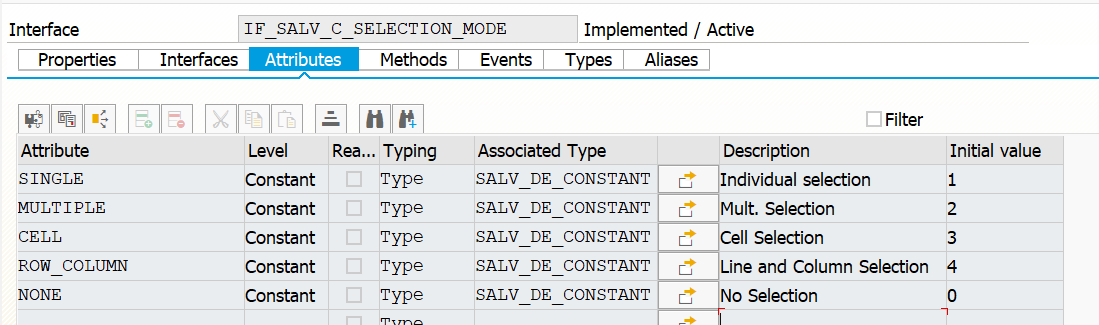 Interface IF_SALV_C_SELECTION_MODE Implemented / Active
Properties Interfaces Attributes Methods Events Types Aliases
Filter
Attribute Level Rea... Typing Associated Type Description Initial value
SINGLE Constant Type SALV_DE_CONSTANT Individual selection 1
MULTIPLE Constant Type SALV_DE_CONSTANT Mult. Selection 2
CELL Constant Type SALV_DE_CONSTANT Cell Selection 3
ROW_COLUMN Constant Type SALV_DE_CONSTANT Line and Column Selection 4
NONE Constant Type SALV_DE_CONSTANT No Selection 0
Type